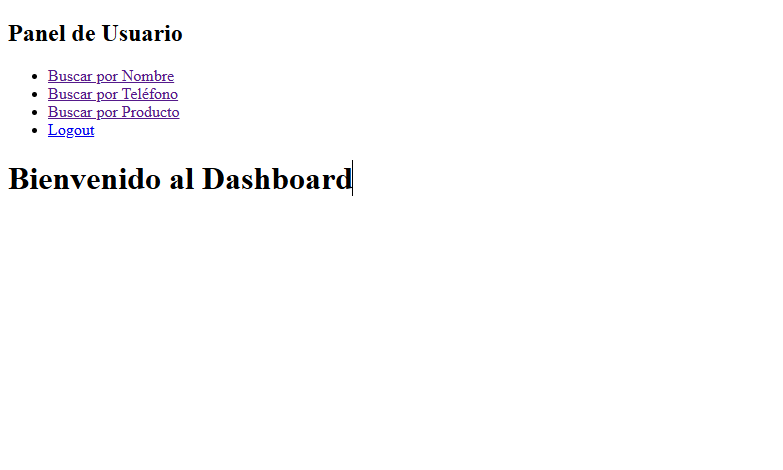 Panel de Usuario
Buscar por Nombre
Buscar por Teléfono
Buscar por Producto
Logout
Bienvenido al Dashboard